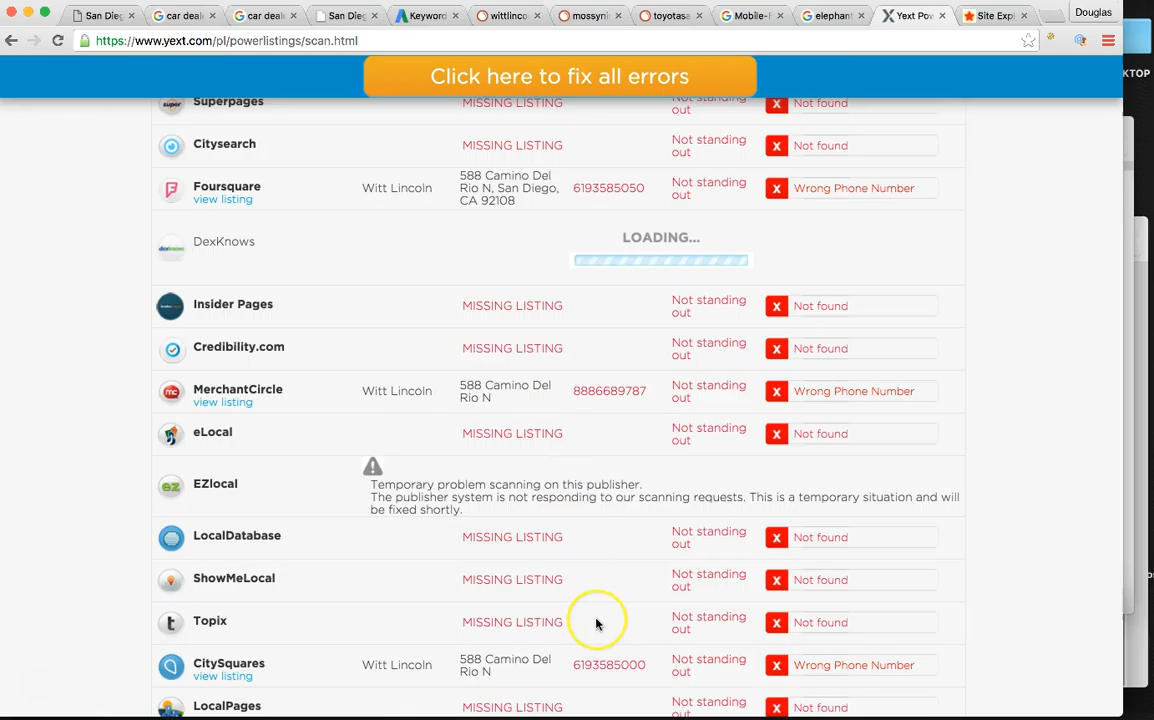 San Dieg
car deale
car deale
San Dieg
Keyword
wittlinco
mossynis
toyotasa
Mobile-F
elephant
Yext Pow
Site Expl
Douglas
https://www.yext.com/pl/powerlistings/scan.html
KTOP
Click here to fix all errors
Superpages MISSING LISTING out Not found
Citysearch MISSING LISTING Not standing out Not found
Foursquare
view listing
Witt Lincoln
588 Camino Del
Rio N, San Diego,
CA 92108
6193585050
Not standing
out
X Wrong Phone Number
DexKnows
LOADING...
Insider Pages MISSING LISTING
Not standing
out
X Not found
Credibility.com MISSING LISTING
Not standing
out
X Not found
MerchantCircle
view listing
Witt Lincoln
588 Camino Del
Rio N
8886689787
Not standing
out
X Wrong Phone Number
eLocal MISSING LISTING
Not standing
out
X Not found
EZlocal
Temporary problem scanning on this publisher.
The publisher system is not responding to our scanning requests. This is a temporary situation and will
be fixed shortly.
LocalDatabase MISSING LISTING
Not standing
out
X Not found
ShowMeLocal MISSING LISTING
Not standing
out
X Not found
Topix MISSING LISTING
Not standing
out
X Not found
CitySquares
view listing
Witt Lincoln
588 Camino Del
Rio N
6193585000
Not standing
out
X Wrong Phone Number
LocalPages MISSING LISTING
Not standing
out
X Not found